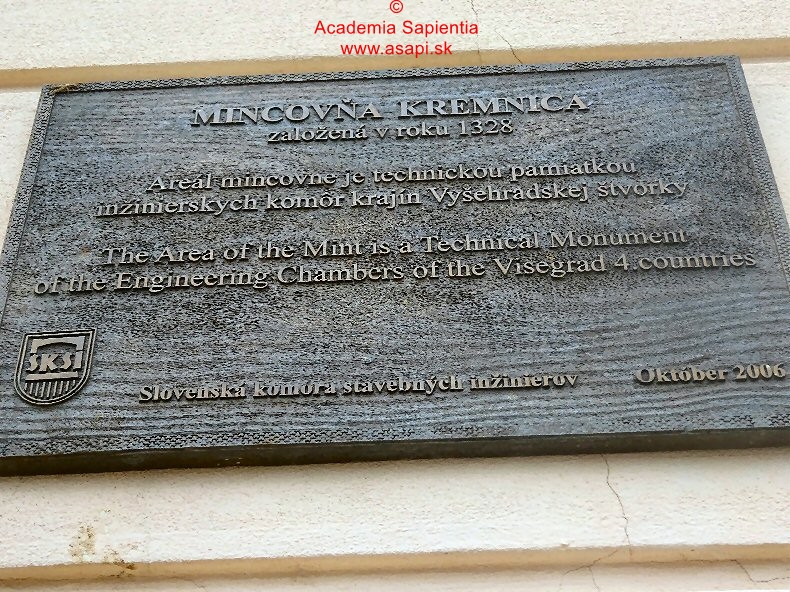 ©
Academia Sapientia
www.asapi.sk
MINCOVŇA KREMNICA
založená v roku 1328
Areál mincovne je technickou pamiatkou
inžinierskych komôr krajín Vyšehradskej štvorky
The Area of the Mint is a Technical Monument
of the Engineering Chambers of the Visegrad 4 countries
SKSI
Slovenská komora stavebných inžinierov
Október 2006